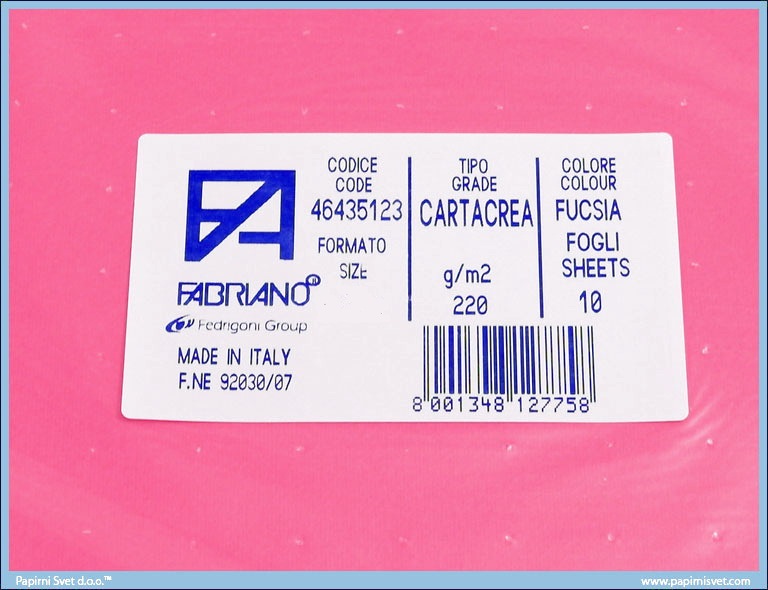 FABRIANO®
Fedrigoni Group
MADE IN ITALY
F.NE 92030/07
CODICE
CODE
46435123
FORMATO
SIZE
TIPO
GRADE
CARTACREA
g/m2
220
COLORE
COLOUR
FUCSIA
FOGLI
SHEETS
10
8 001348 127758
Papirni Svet d.o.o.™
www.papirnisvet.com